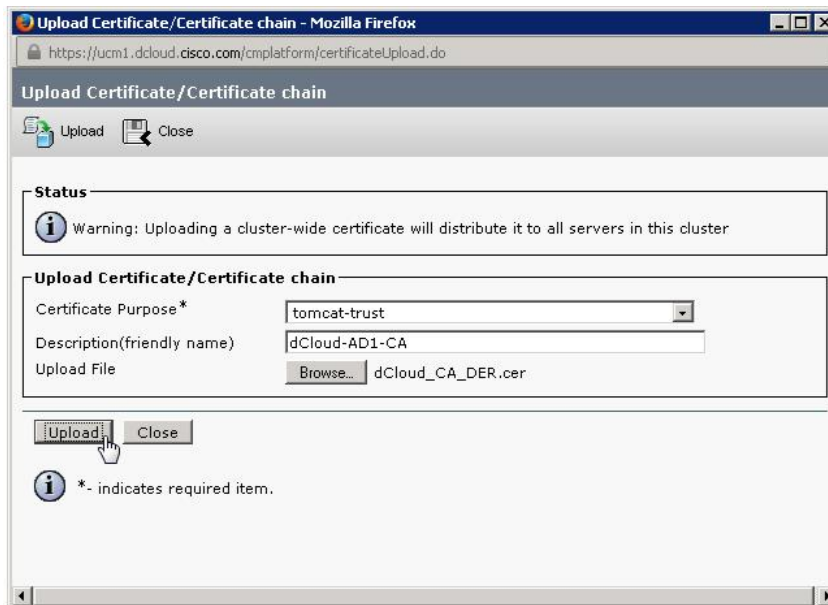 Upload Certificate/Certificate chain - Mozilla Firefox
https://ucm1.dcloud.cisco.com/cmplatform/certificateUpload.do
Upload Certificate/Certificate chain
Upload Close
Status
Warning: Uploading a cluster-wide certificate will distribute it to all servers in this cluster
Upload Certificate/Certificate chain
Certificate Purpose* tomcat-trust
Description(friendly name) dCloud-AD1-CA
Upload File Browse... dCloud_CA_DER.cer
Upload Close
*- indicates required item.